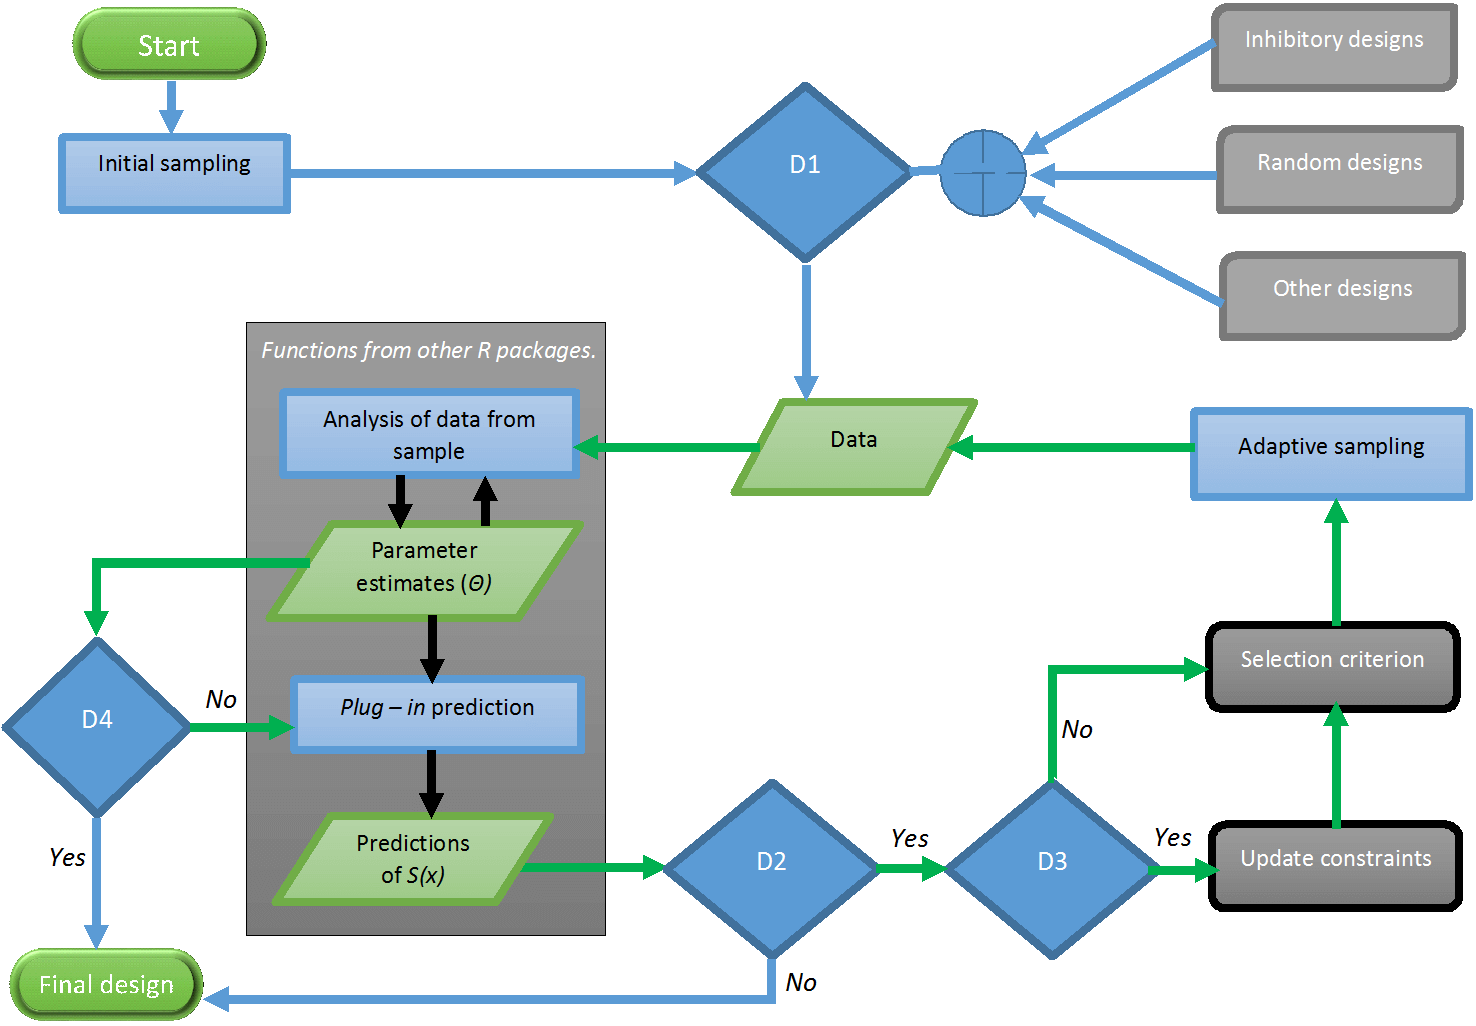 Start
Inhibitory designs
Initial sampling
D1
Random designs
Other designs
Functions from other R packages.
Analysis of data from
sample
Data
Adaptive sampling
Parameter
estimates (Θ)
No
D4
Plug – in prediction
Selection criterion
No
Yes
Predictions
of S(x)
D2
Yes
D3
Yes
Update constraints
Final design
No